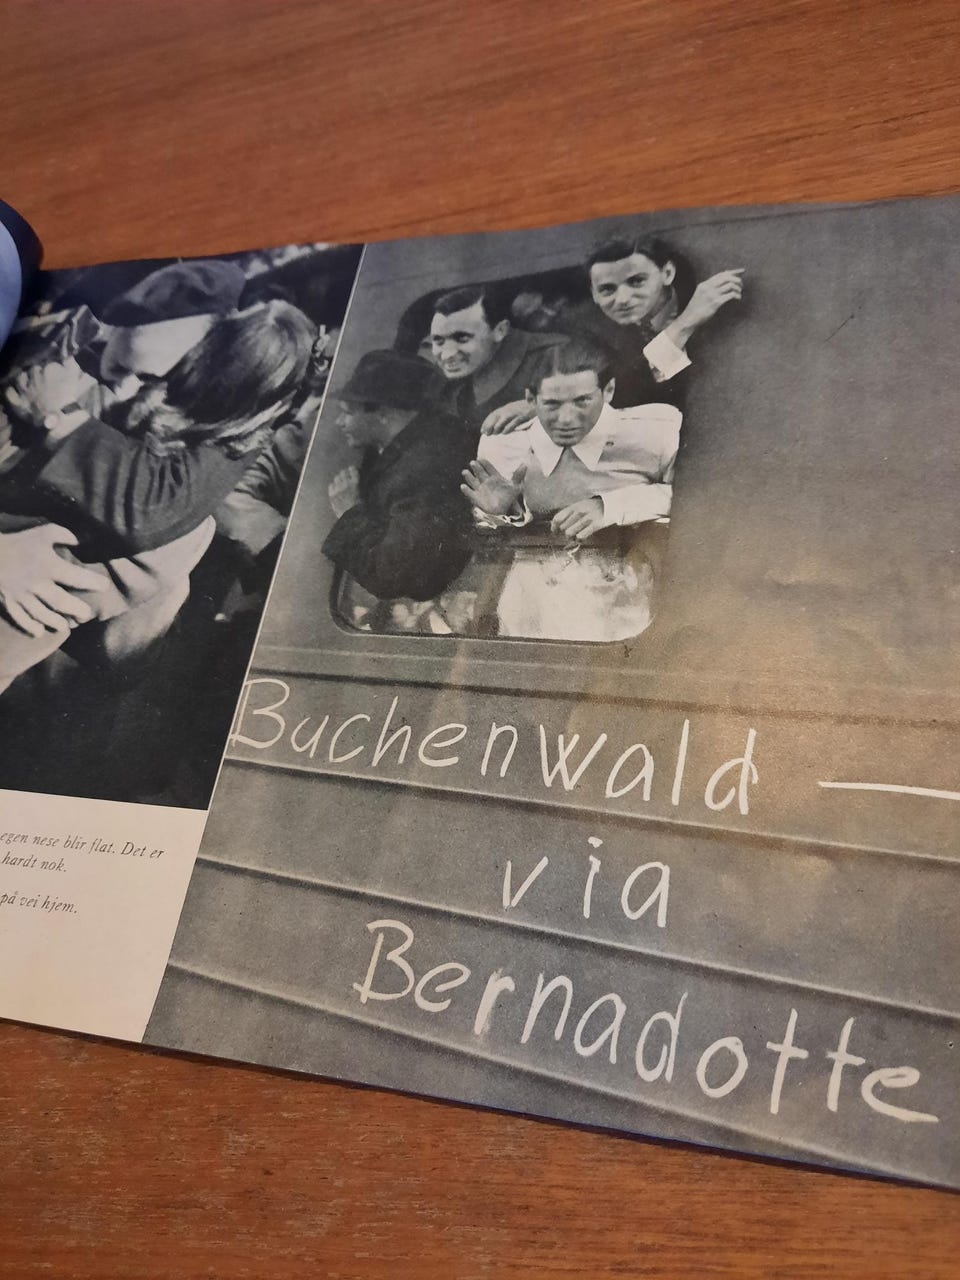 egen nese blir flat. Det er
hardt nok.
på vei hjem.
Buchenwald —
via
Bernadotte